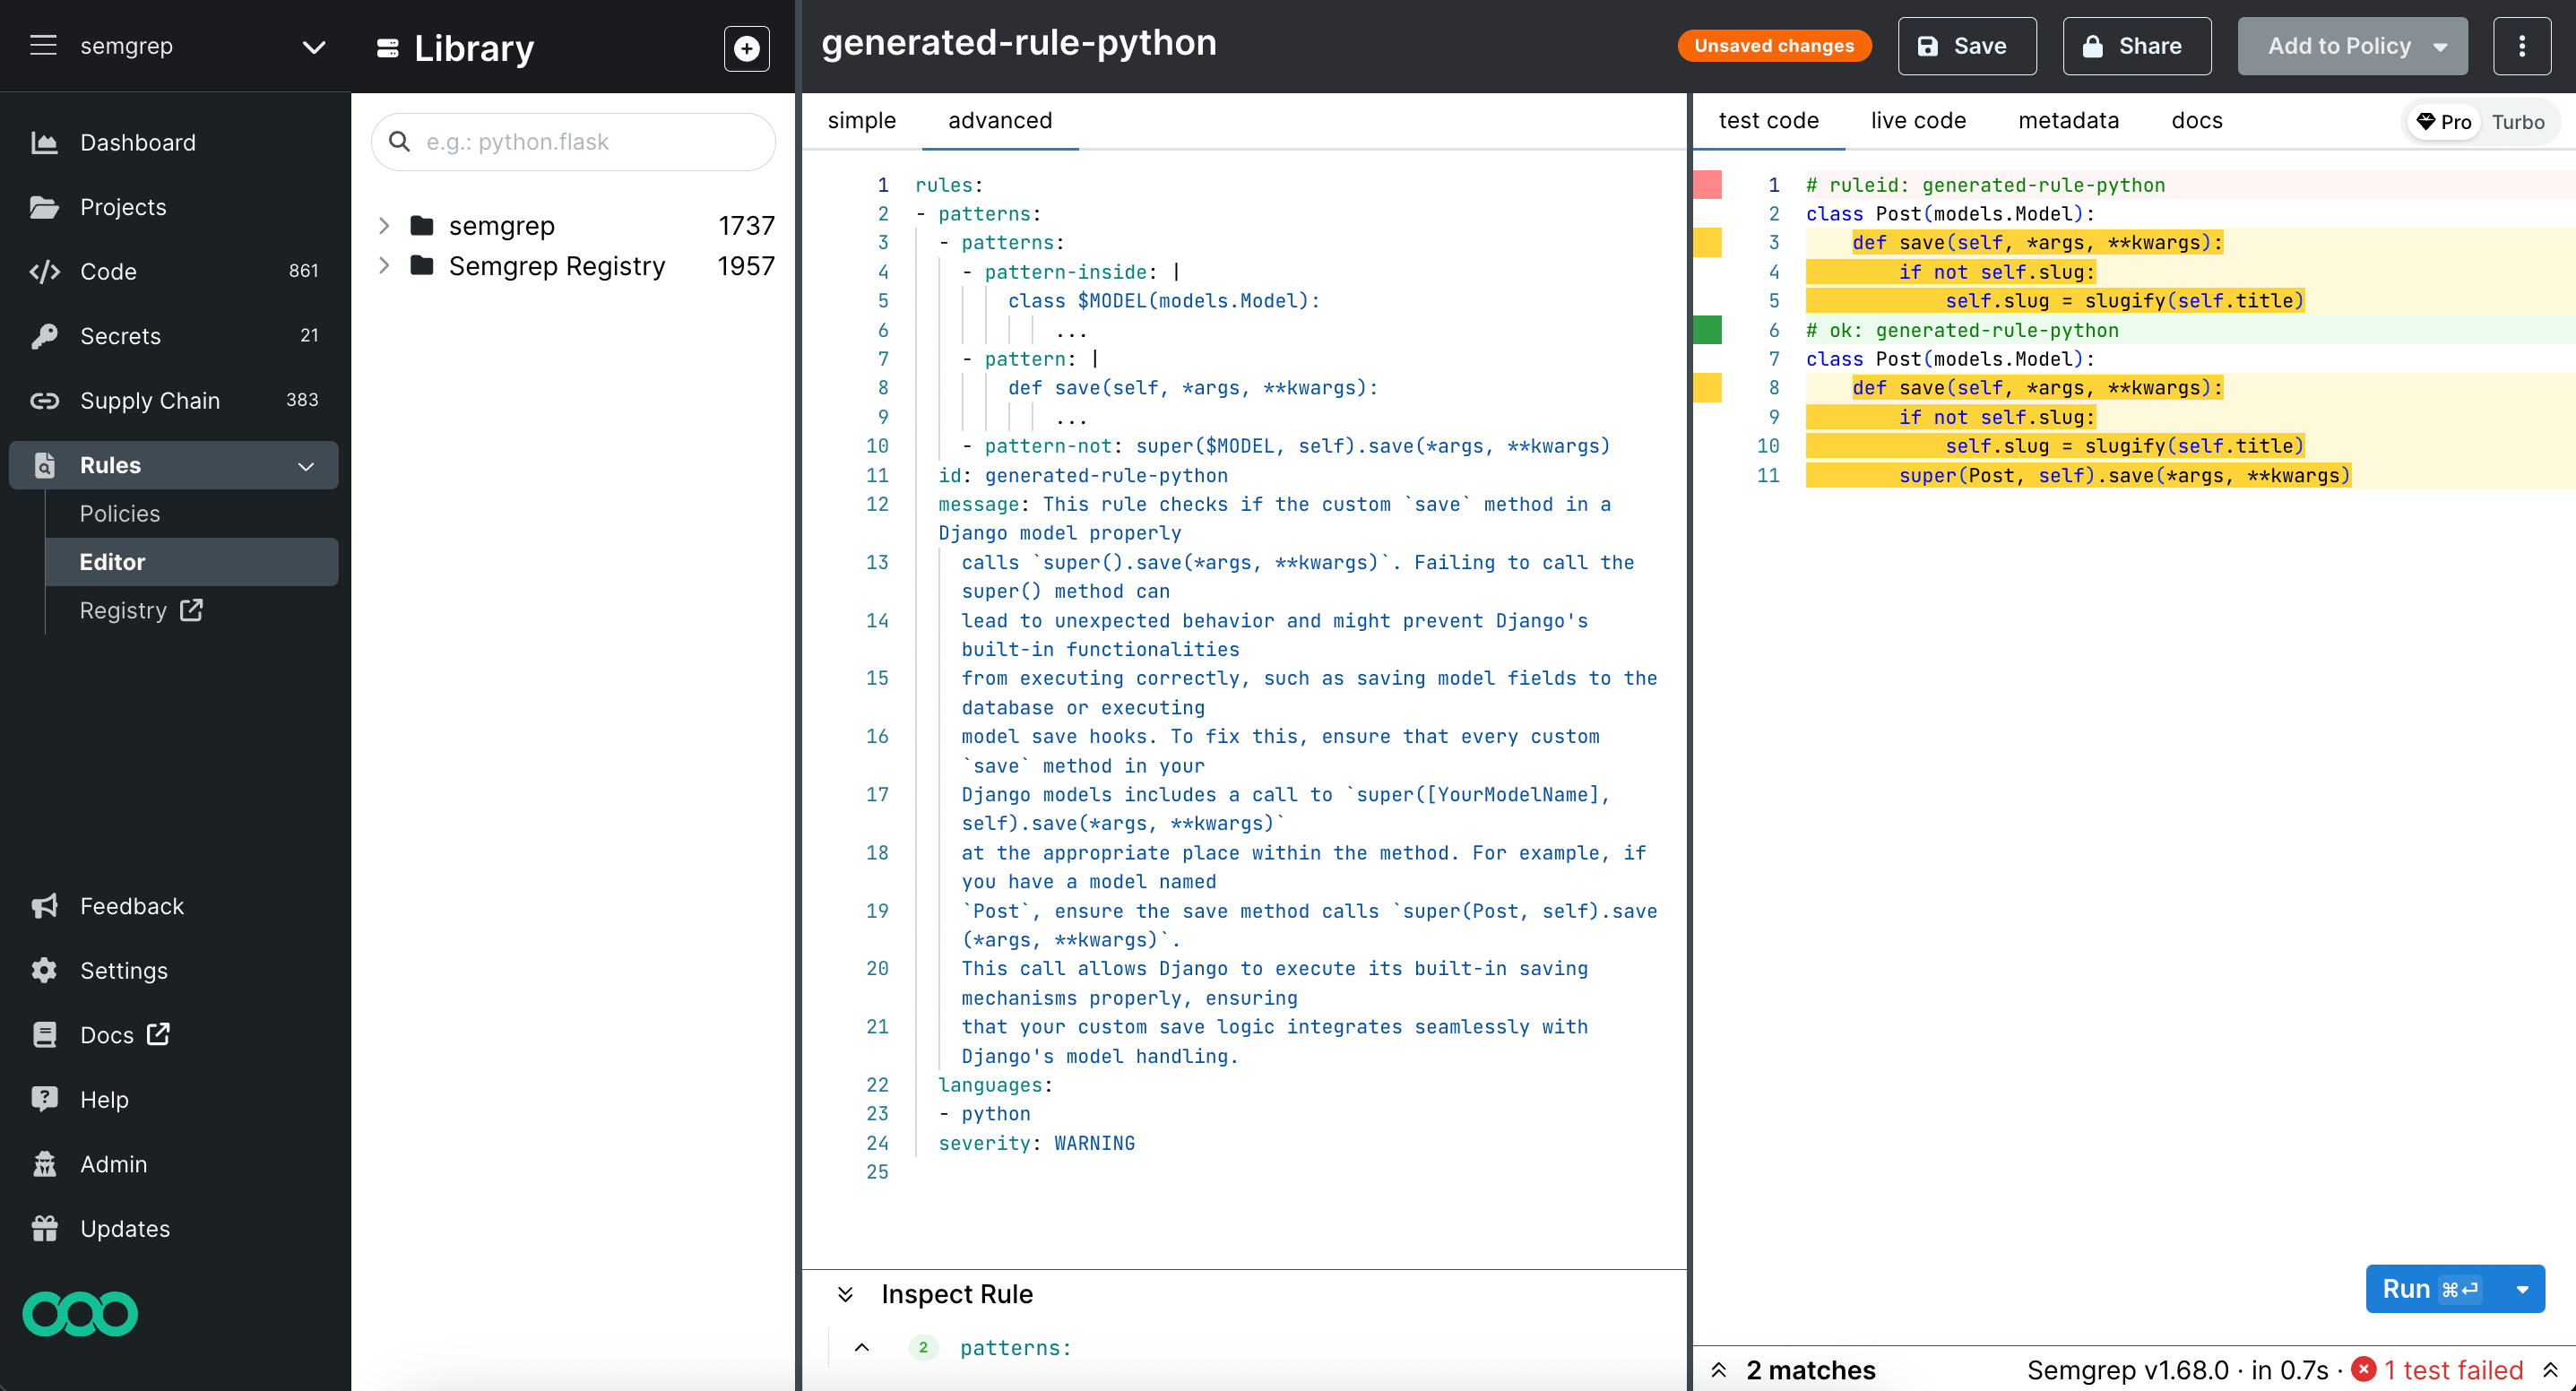 semgrep
Dashboard
Projects
Code 861
Secrets 21
Supply Chain 383
Rules
Policies
Editor
Registry
Feedback
Settings
Docs
Help
Admin
Updates
Library
e.g.: python.flask
semgrep 1737
Semgrep Registry 1957
generated-rule-python
Unsaved changes
Save
Share
Add to Policy
simple advanced
1 rules:
2 - patterns:
3 - patterns:
4 - pattern-inside: |
5 class $MODEL(models.Model):
6 ...
7 - pattern: |
8 def save(self, *args, **kwargs):
9 ...
10 - pattern-not: super($MODEL, self).save(*args, **kwargs)
11 id: generated-rule-python
12 message: This rule checks if the custom `save` method in a
Django model properly
13 calls `super().save(*args, **kwargs)`. Failing to call the
super() method can
14 lead to unexpected behavior and might prevent Django's
built-in functionalities
15 from executing correctly, such as saving model fields to the
database or executing
16 model save hooks. To fix this, ensure that every custom
`save` method in your
17 Django models includes a call to `super([YourModelName],
self).save(*args, **kwargs)`
18 at the appropriate place within the method. For example, if
you have a model named
19 `Post`, ensure the save method calls `super(Post, self).save
(*args, **kwargs)`.
20 This call allows Django to execute its built-in saving
mechanisms properly, ensuring
21 that your custom save logic integrates seamlessly with
Django's model handling.
22 languages:
23 - python
24 severity: WARNING
25
Inspect Rule
2 patterns:
test code live code metadata docs
Pro Turbo
1 # ruleid: generated-rule-python
2 class Post(models.Model):
3 def save(self, *args, **kwargs):
4 if not self.slug:
5 self.slug = slugify(self.title)
6 # ok: generated-rule-python
7 class Post(models.Model):
8 def save(self, *args, **kwargs):
9 if not self.slug:
10 self.slug = slugify(self.title)
11 super(Post, self).save(*args, **kwargs)
Run ⌘⏎
2 matches
Semgrep v1.68.0 · in 0.7s · 1 test failed